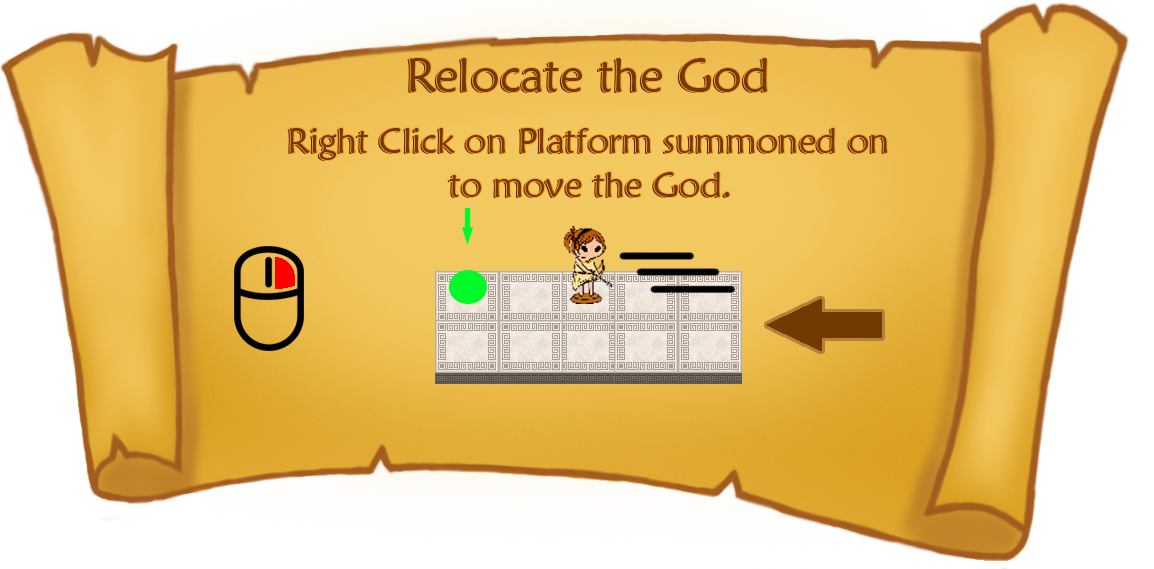 Relocate the God
Right Click on Platform summoned on
to move the God.